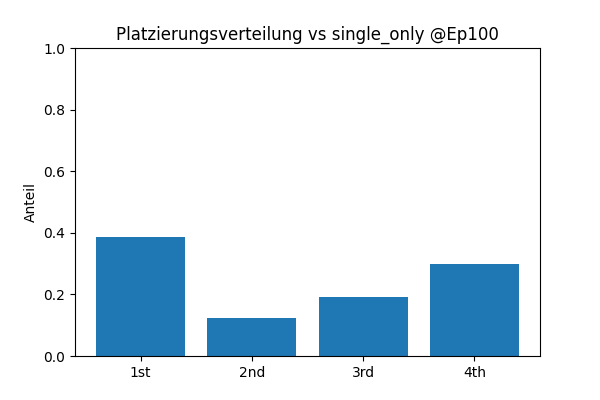 Platzierungsverteilung vs single_only @Ep100
1.0
0.8
0.6
0.4
0.2
0.0
Anteil
1st
2nd
3rd
4th